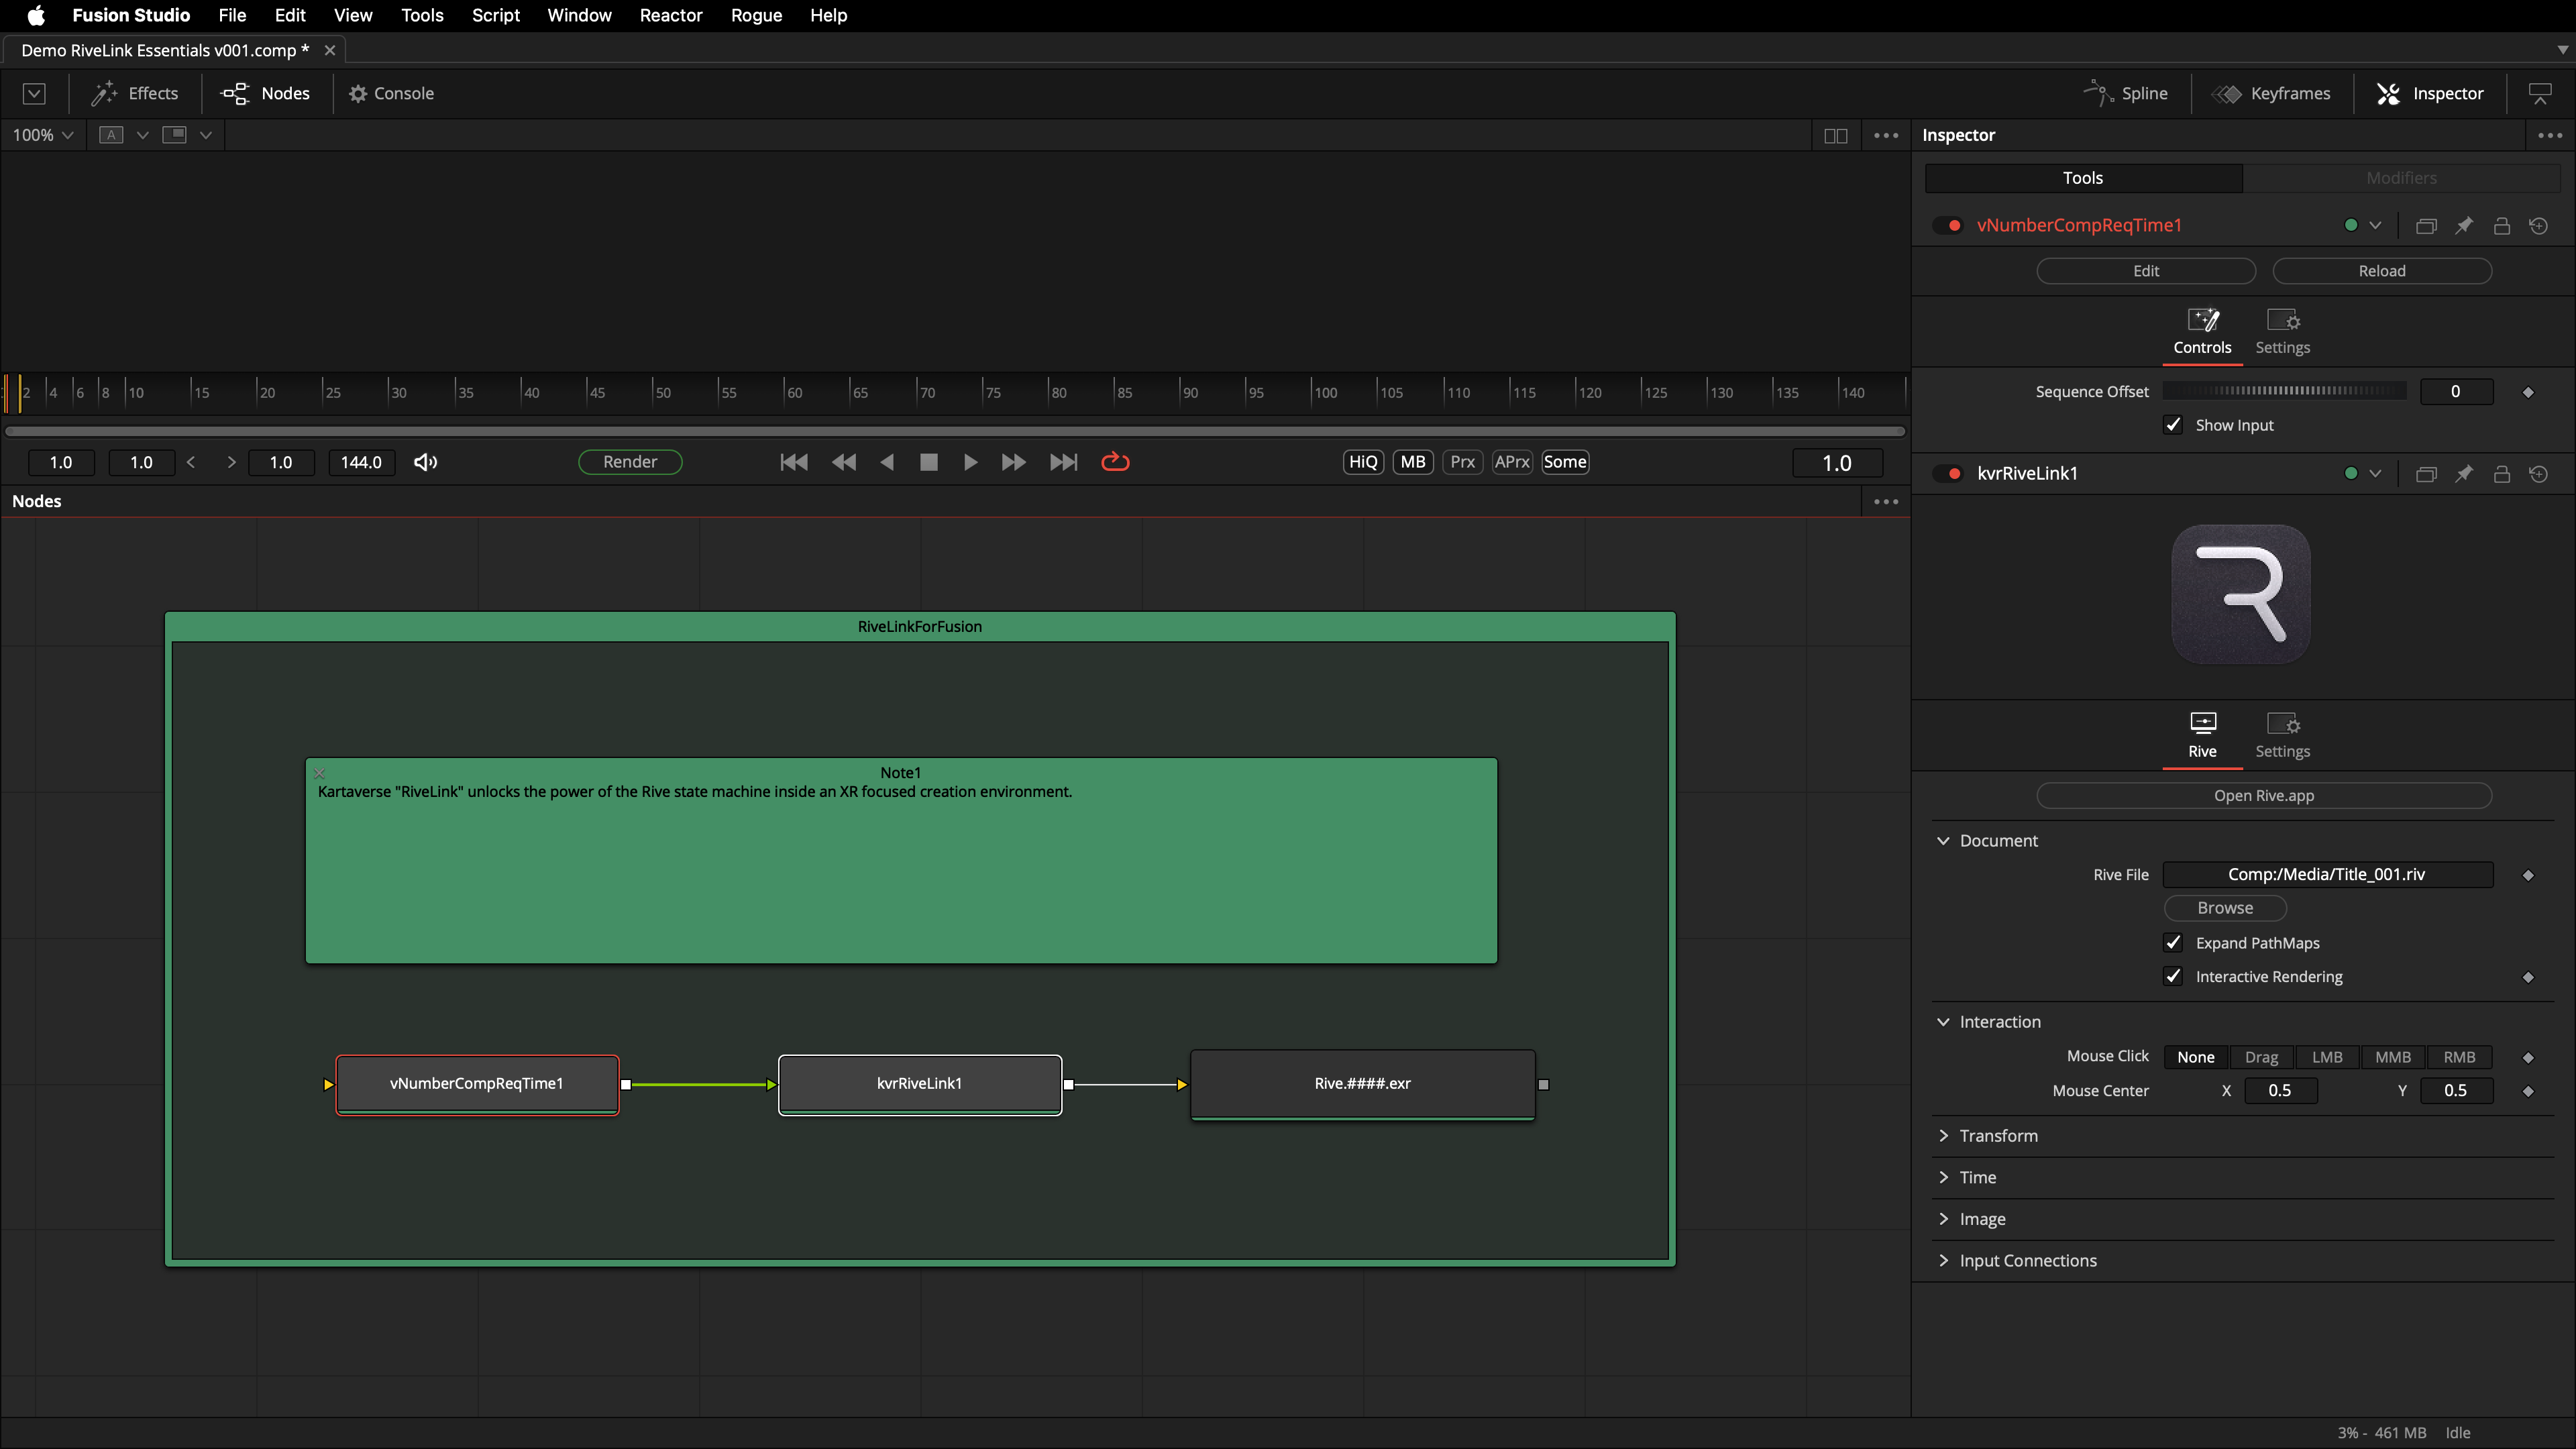 Fusion Studio File Edit View Tools Script Window Reactor Rogue Help
Demo RiveLink Essentials v001.comp *
Effects Nodes Console Spline Keyframes Inspector
100% A
Inspector
Tools Modifiers
vNumberCompReqTime1
Edit Reload
Controls Settings
2 4 6 8 10 15 20 25 30 35 40 45 50 55 60 65 70 75 80 85 90 95 100 105 110 115 120 125 130 135 140
Sequence Offset 0
Show Input
1.0 1.0 < > 1.0 144.0 Render HiQ MB Prx APrx Some 1.0
kvrRiveLink1
Nodes
R
RiveLinkForFusion
Rive Settings
Note1
Kartaverse "RiveLink" unlocks the power of the Rive state machine inside an XR focused creation environment.
Open Rive.app
Document
Rive File Comp:/Media/Title_001.riv
Browse
Expand PathMaps
Interactive Rendering
Interaction
Mouse Click None Drag LMB MMB RMB
vNumberCompReqTime1 kvrRiveLink1 Rive.####.exr
Mouse Center X 0.5 Y 0.5
Transform
Time
Image
Input Connections
3% - 461 MB Idle